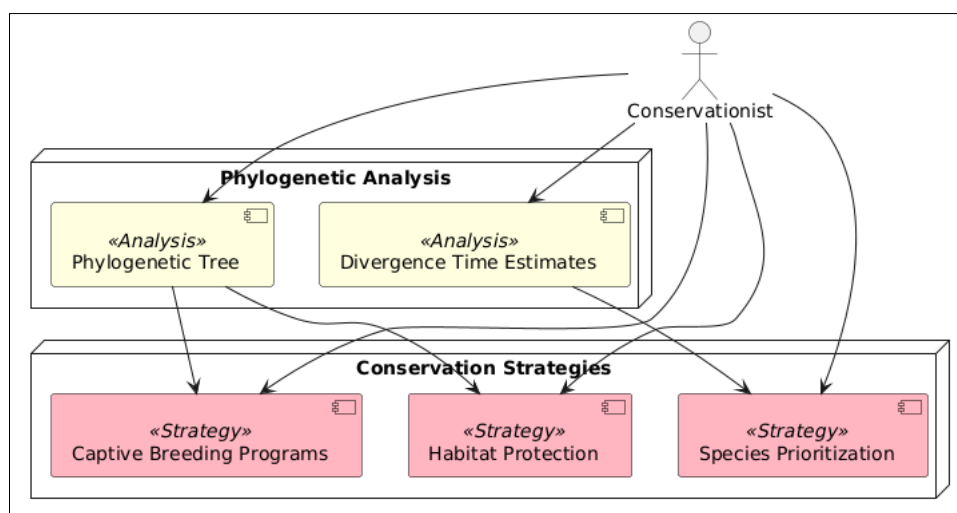 Conservationist
Phylogenetic Analysis
«Analysis»
Phylogenetic Tree
«Analysis»
Divergence Time Estimates
Conservation Strategies
«Strategy»
Captive Breeding Programs
«Strategy»
Habitat Protection
«Strategy»
Species Prioritization